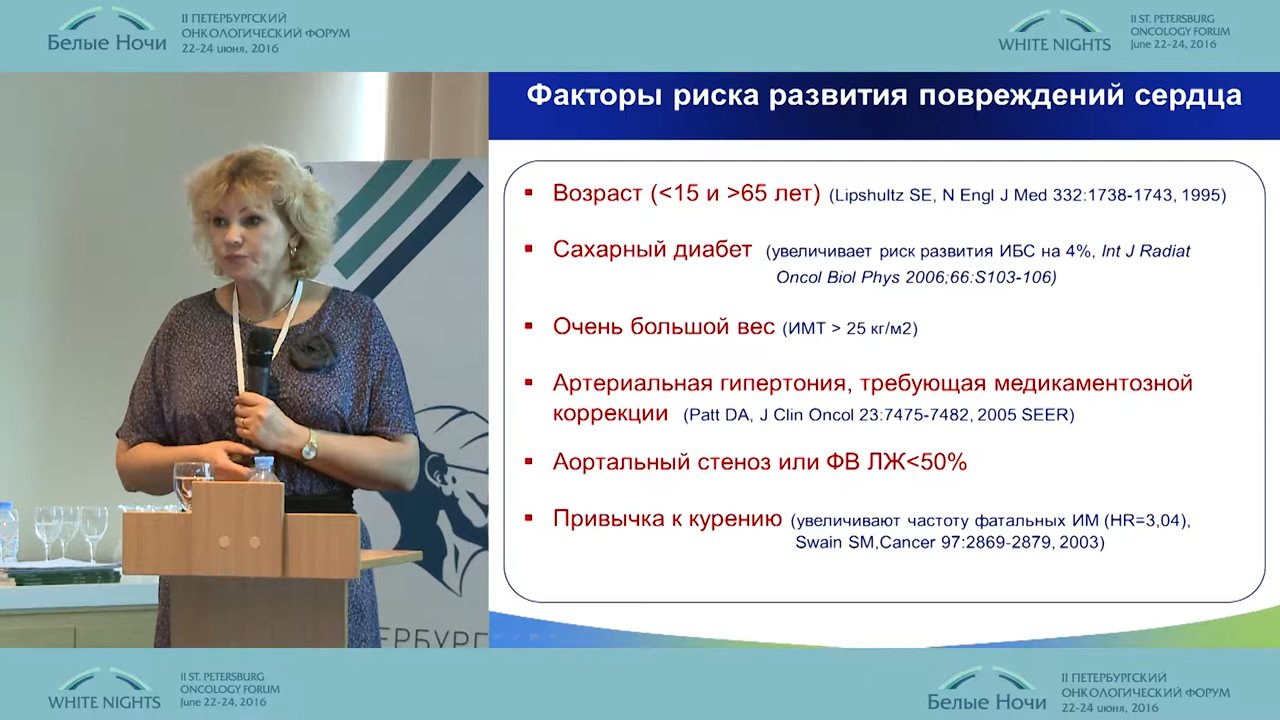 Белые Ночи
II ПЕТЕРБУРГСКИЙ
ОНКОЛОГИЧЕСКИЙ ФОРУМ
22-24 июня, 2016
WHITE NIGHTS
II ST. PETERSBURG
ONCOLOGY FORUM
June 22-24, 2016
Факторы риска развития повреждений сердца
▪ Возраст (<15 и >65 лет) (Lipshultz SE, N Engl J Med 332:1738-1743, 1995)
▪ Сахарный диабет (увеличивает риск развития ИБС на 4%, Int J Radiat
Oncol Biol Phys 2006;66:S103-106)
▪ Очень большой вес (ИМТ > 25 кг/м2)
▪ Артериальная гипертония, требующая медикаментозной
коррекции (Patt DA, J Clin Oncol 23:7475-7482, 2005 SEER)
▪ Аортальный стеноз или ФВ ЛЖ<50%
▪ Привычка к курению (увеличивают частоту фатальных ИМ (HR=3,04),
Swain SM,Cancer 97:2869-2879, 2003)
ЕРБУРГ
WHITE NIGHTS
II ST. PETERSBURG
ONCOLOGY FORUM
June 22-24, 2016
Белые Ночи
II ПЕТЕРБУРГСКИЙ
ОНКОЛОГИЧЕСКИЙ ФОРУМ
22-24 июня, 2016